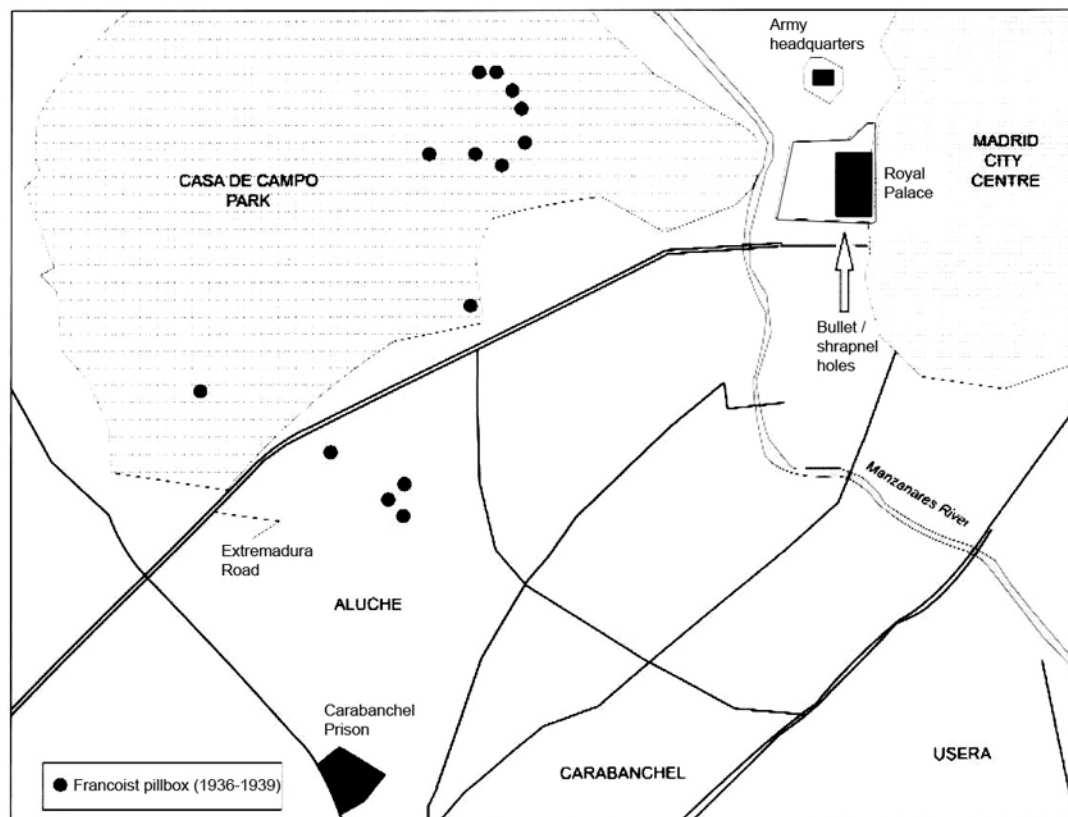 Army
headquarters
MADRID
CITY
CENTRE
CASA DE CAMPO
PARK
Royal
Palace
Bullet /
shrapnel
holes
Manzanares River
Extremadura
Road
ALUCHE
Carabanchel
Prison
CARABANCHEL
USERA
Francoist pillbox (1936-1939)